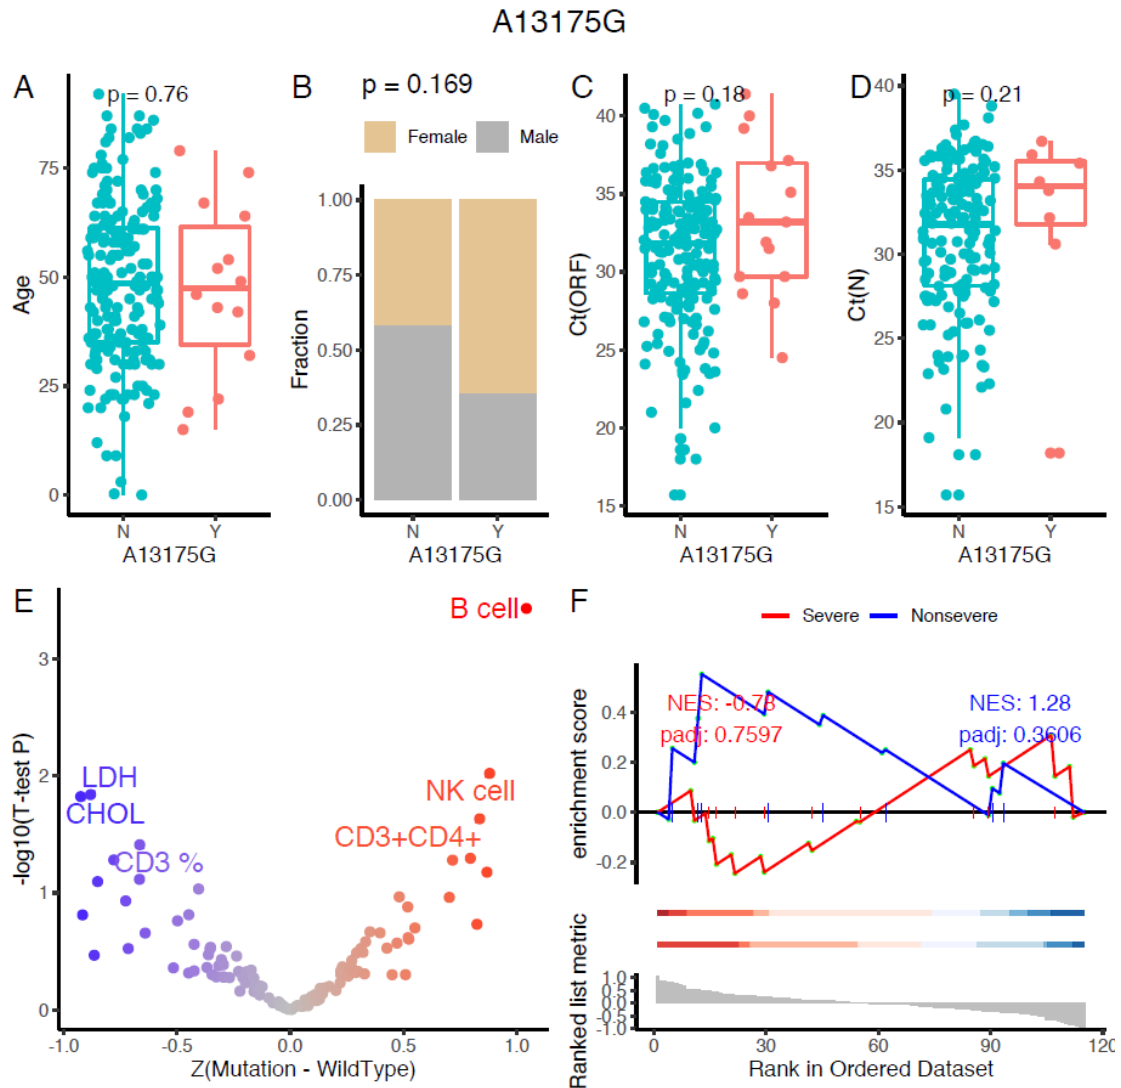 A13175G
A
p = 0.76
Age
75
50
25
0
N
Y
A13175G
B
p = 0.169
Female
Male
Fraction
1.00
0.75
0.50
0.25
0.00
N
Y
A13175G
C
p = 0.18
Ct(ORF)
40
35
30
25
20
15
N
Y
A13175G
D
p = 0.21
Ct(N)
40
35
30
25
20
15
N
Y
A13175G
E
B cell
LDH
CHOL
CD3 %
NK cell
CD3+CD4+
-log10(T-test P)
3
2
1
0
-1.0
-0.5
0.0
0.5
1.0
Z(Mutation - WildType)
F
Severe
Nonsevere
enrichment score
0.4
0.2
0.0
-0.2
NES: -0.78
padj: 0.7597
NES: 1.28
padj: 0.3606
Ranked list metric
1.0
0.5
0.0
-0.5
-1.0
0
30
60
90
120
Rank in Ordered Dataset